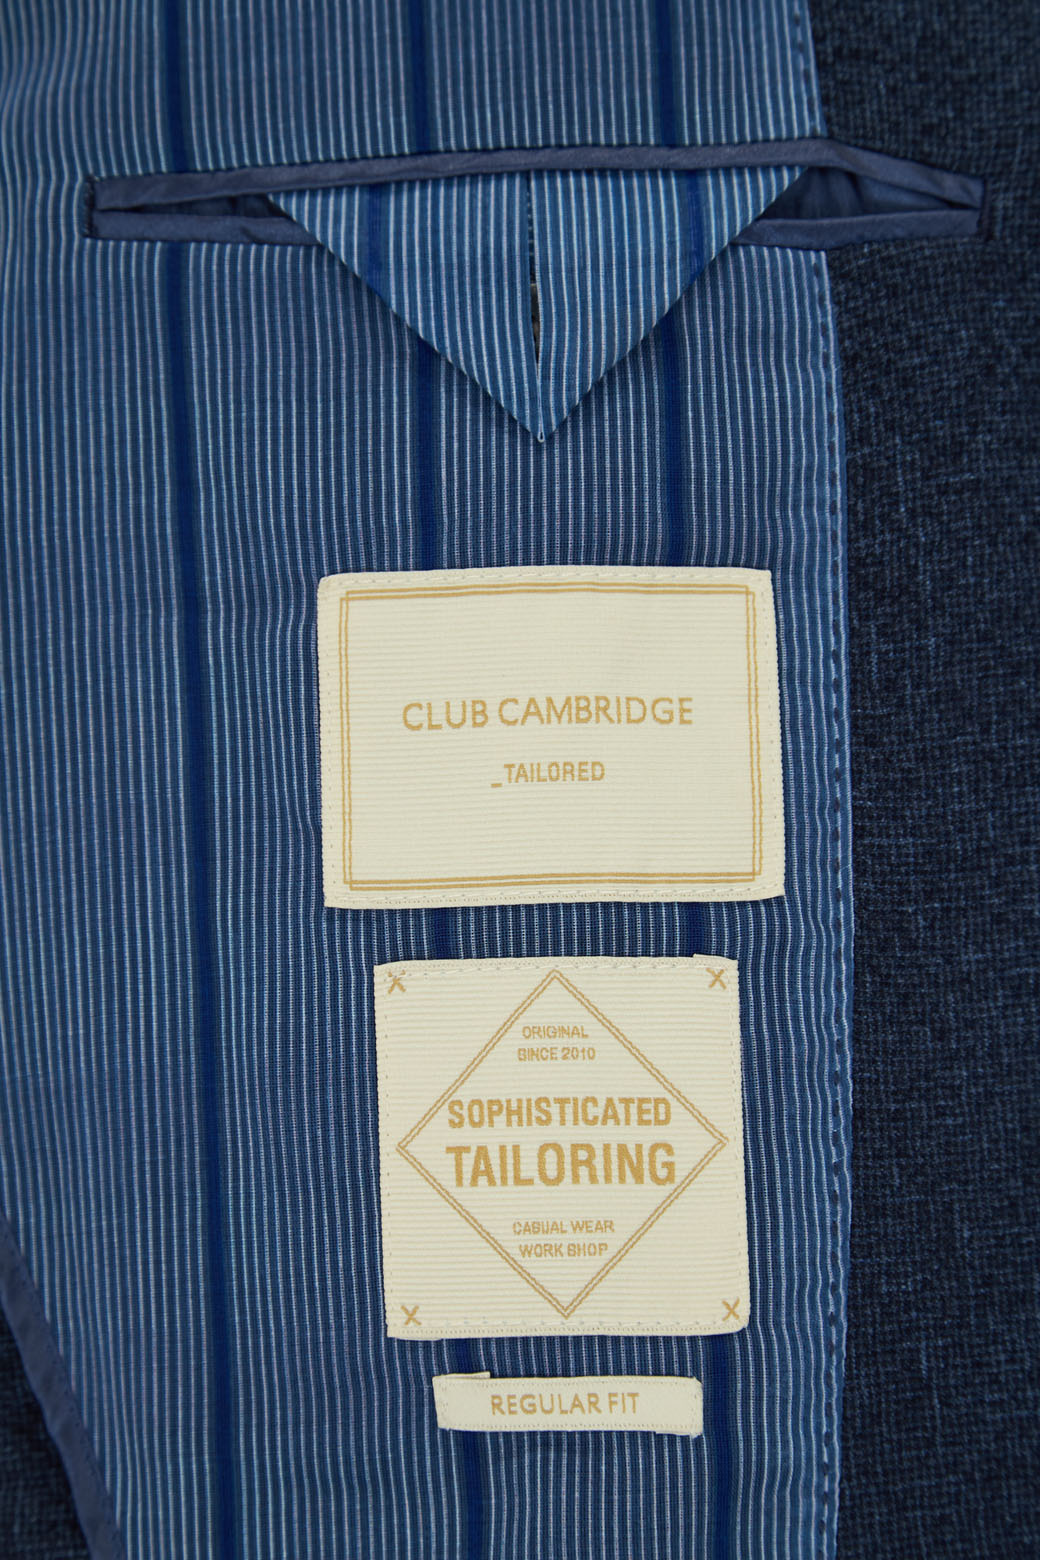 CLUB CAMBRIDGE
_TAILORED
ORIGINAL
SINCE 2010
SOPHISTICATED
TAILORING
CASUAL WEAR
WORK SHOP
REGULAR FIT